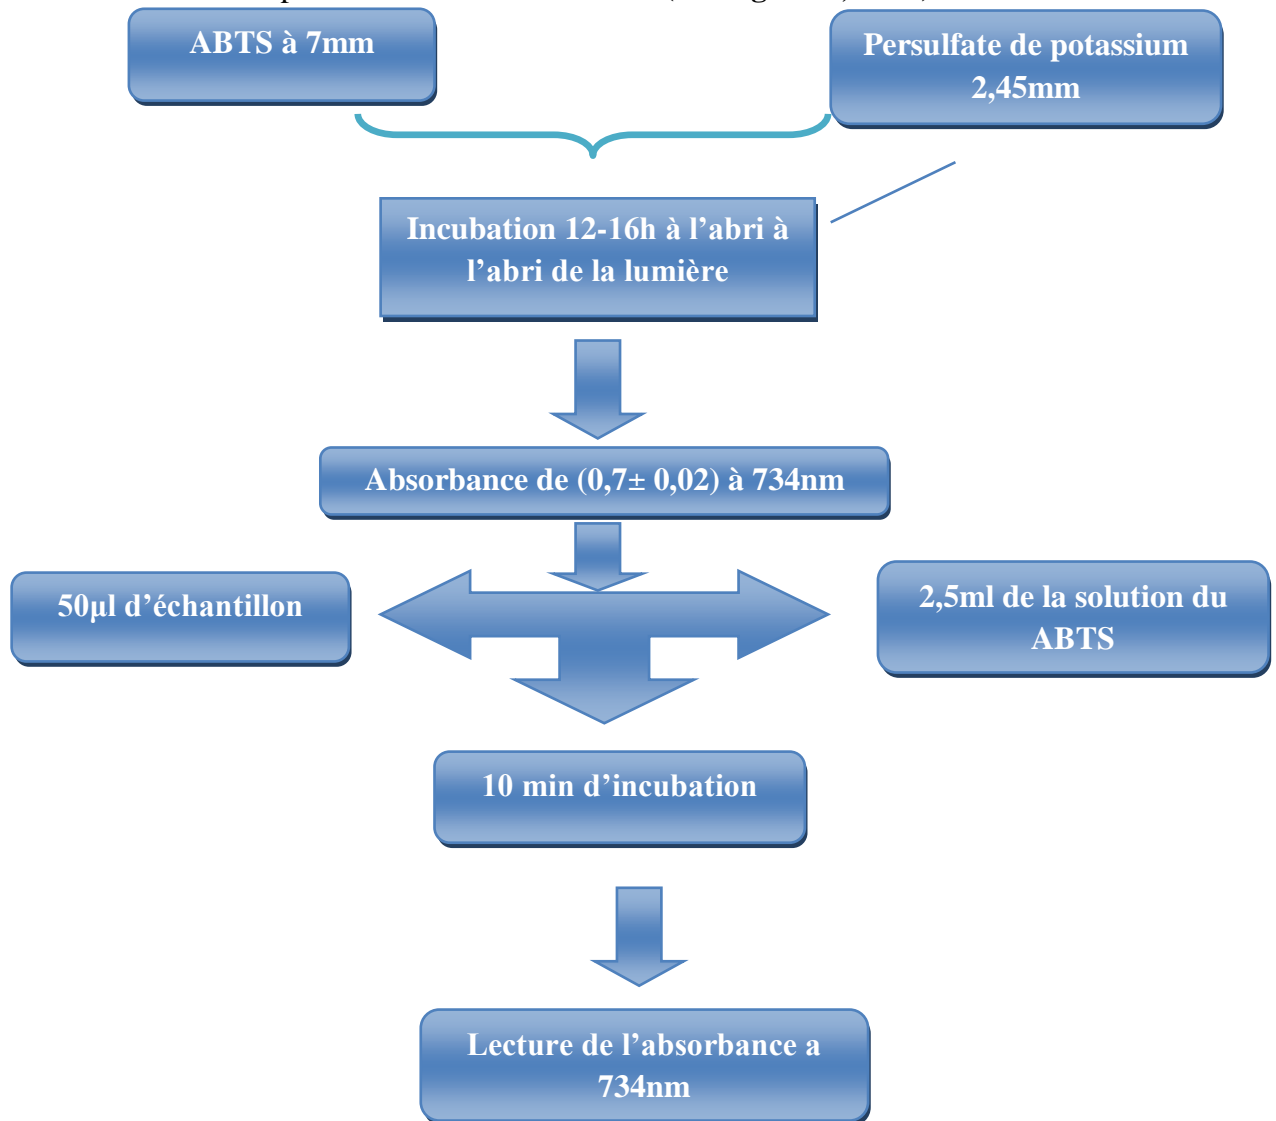 ABTS à 7mm
Persulfate de potassium
2,45mm
Incubation 12-16h à l’abri à
l’abri de la lumière
Absorbance de (0,7± 0,02) à 734nm
50µl d’échantillon
2,5ml de la solution du
ABTS
10 min d’incubation
Lecture de l’absorbance a
734nm